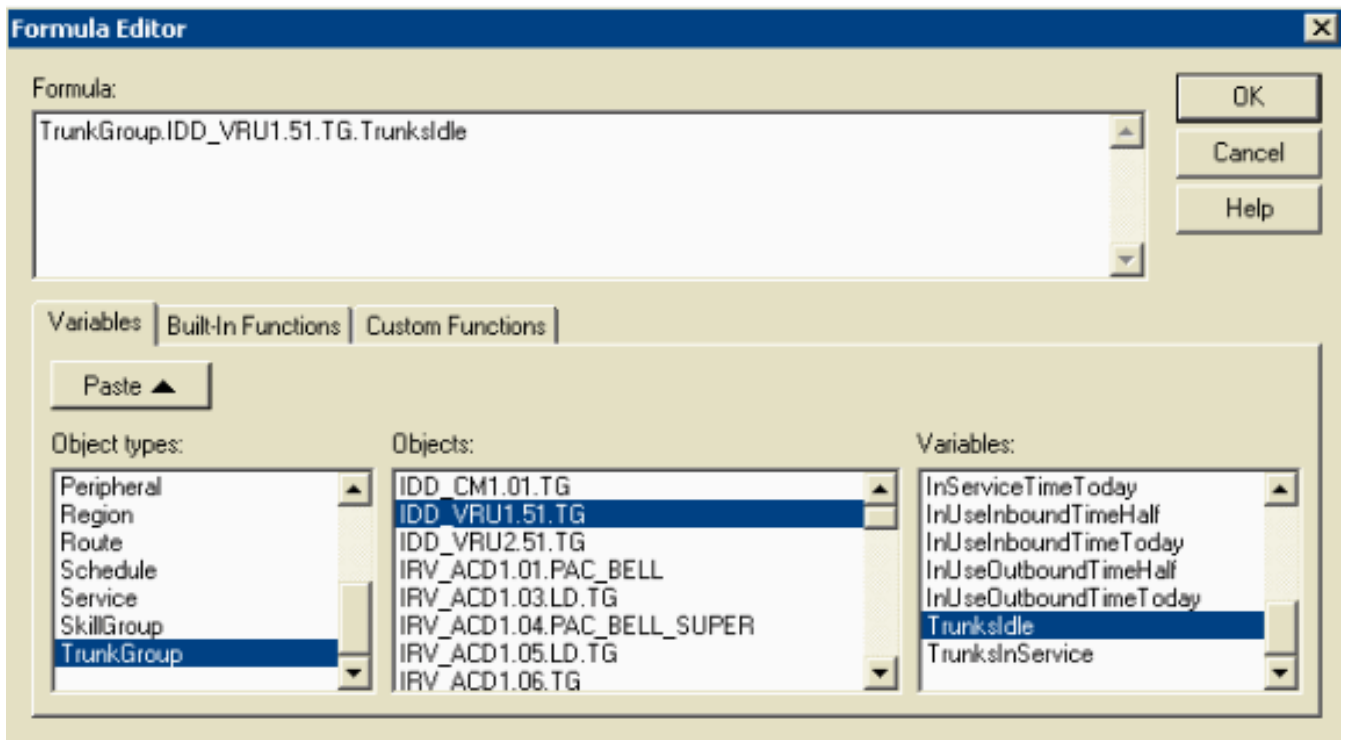 Formula Editor
Formula:
OK
TrunkGroup.IDD_VRU1.51.TG.TrunksIdle
Cancel
Help
Variables Built-In Functions Custom Functions
Paste
Object types: Objects: Variables:
Peripheral IDD_CM1.01.TG InServiceTimeToday
Region IDD_VRU1.51.TG InUseInboundTimeHalf
Route IDD_VRU2.51.TG InUseInboundTimeToday
Schedule IRV_ACD1.01.PAC_BELL InUseOutboundTimeHalf
Service IRV_ACD1.03.LD.TG InUseOutboundTimeToday
SkillGroup IRV_ACD1.04.PAC_BELL_SUPER TrunksIdle
TrunkGroup IRV_ACD1.05.LD.TG TrunksInService
IRV_ACD1.06.TG